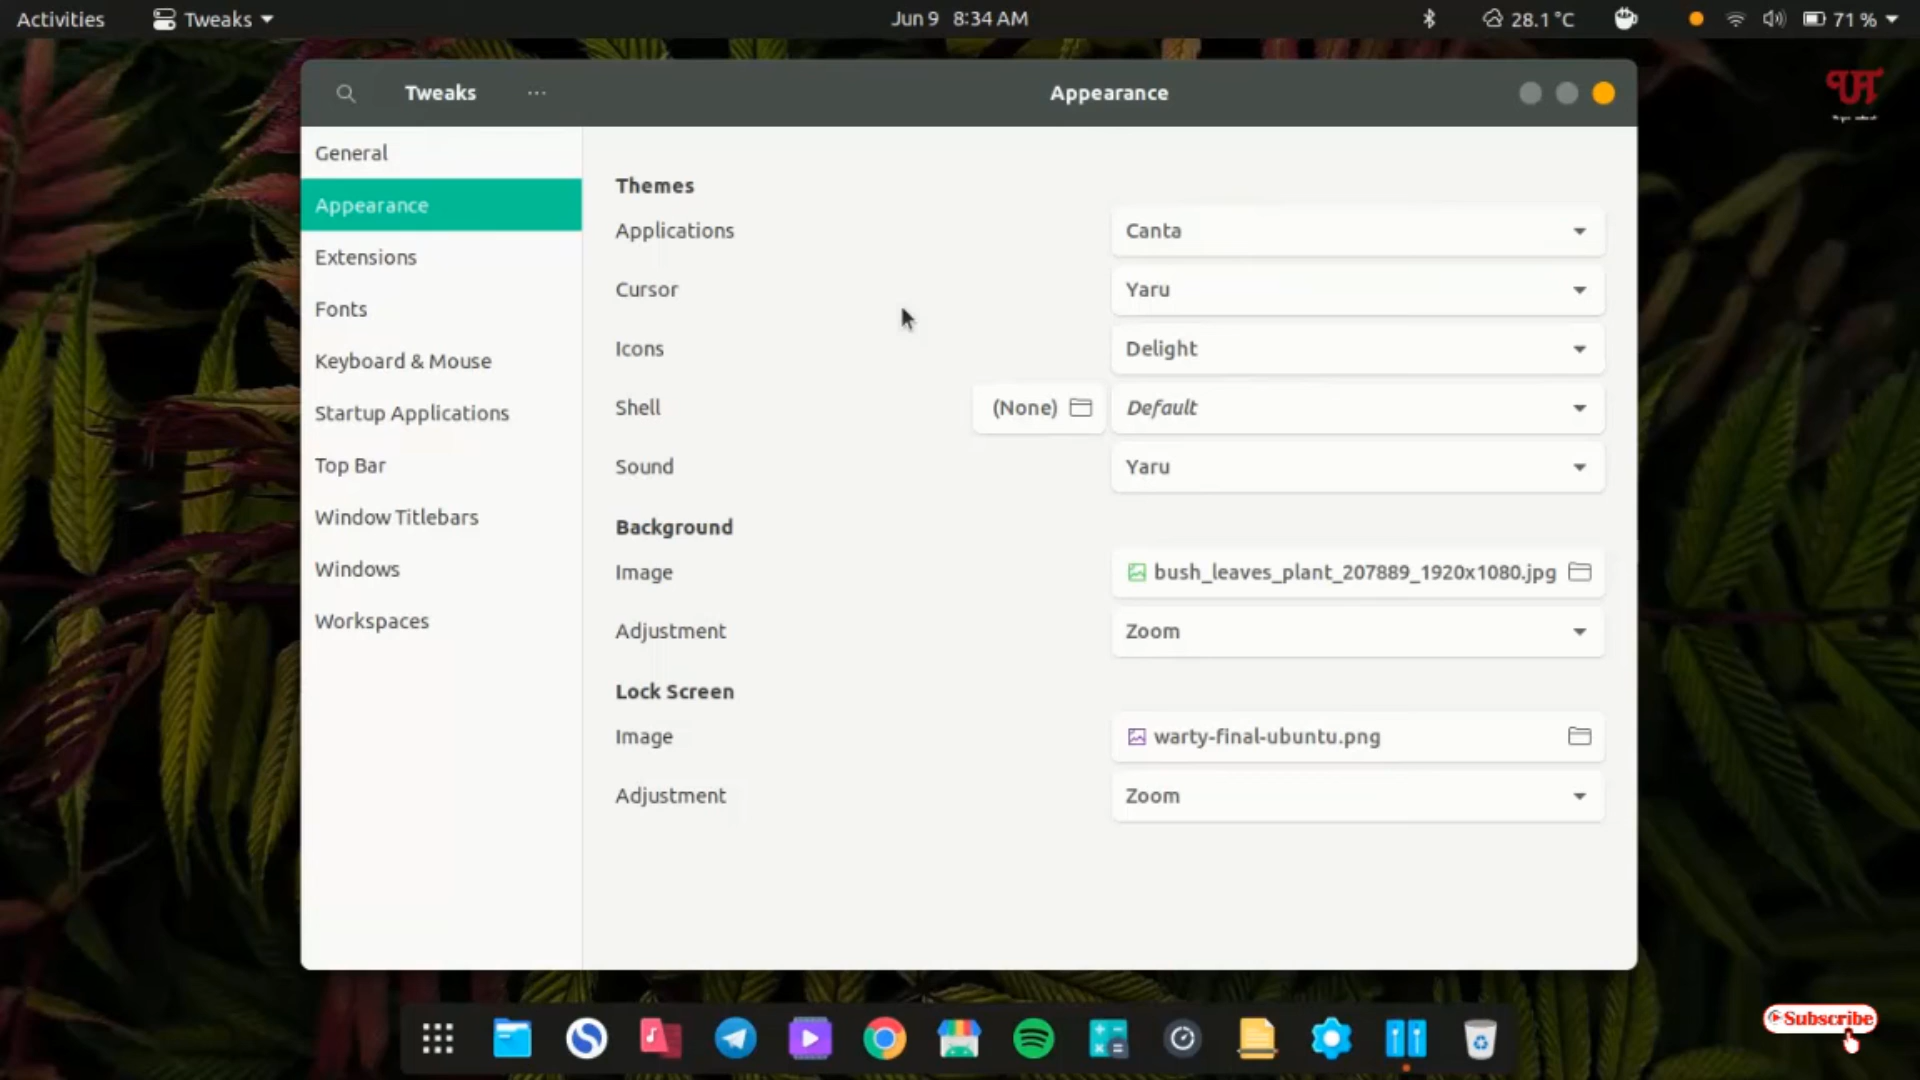 Activities
Tweaks
Jun 9 8:34 AM
28.1 °C
71 %
Tweaks
Appearance
General
Appearance
Extensions
Fonts
Keyboard & Mouse
Startup Applications
Top Bar
Window Titlebars
Windows
Workspaces
Themes
Applications
Canta
Cursor
Yaru
Icons
Delight
Shell
(None)
Default
Sound
Yaru
Background
Image
bush_leaves_plant_207889_1920x1080.jpg
Adjustment
Zoom
Lock Screen
Image
warty-final-ubuntu.png
Adjustment
Zoom
Subscribe